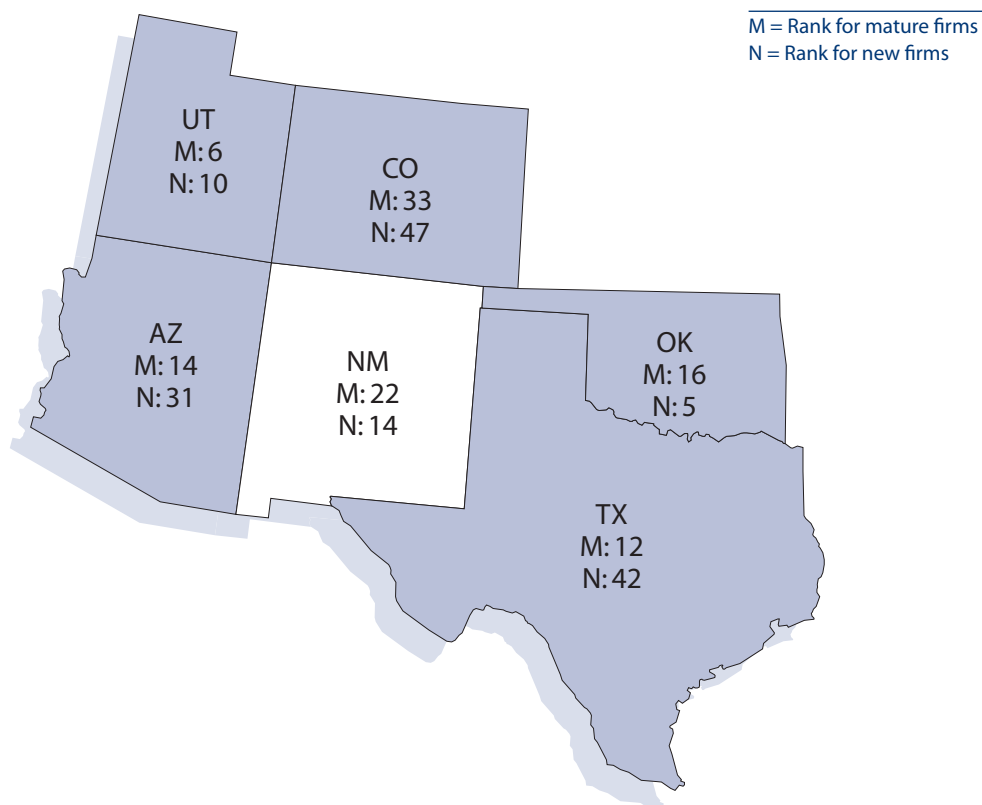 M = Rank for mature firms
N = Rank for new firms
UT
M: 6
N: 10
CO
M: 33
N: 47
AZ
M: 14
N: 31
NM
M: 22
N: 14
OK
M: 16
N: 5
TX
M: 12
N: 42